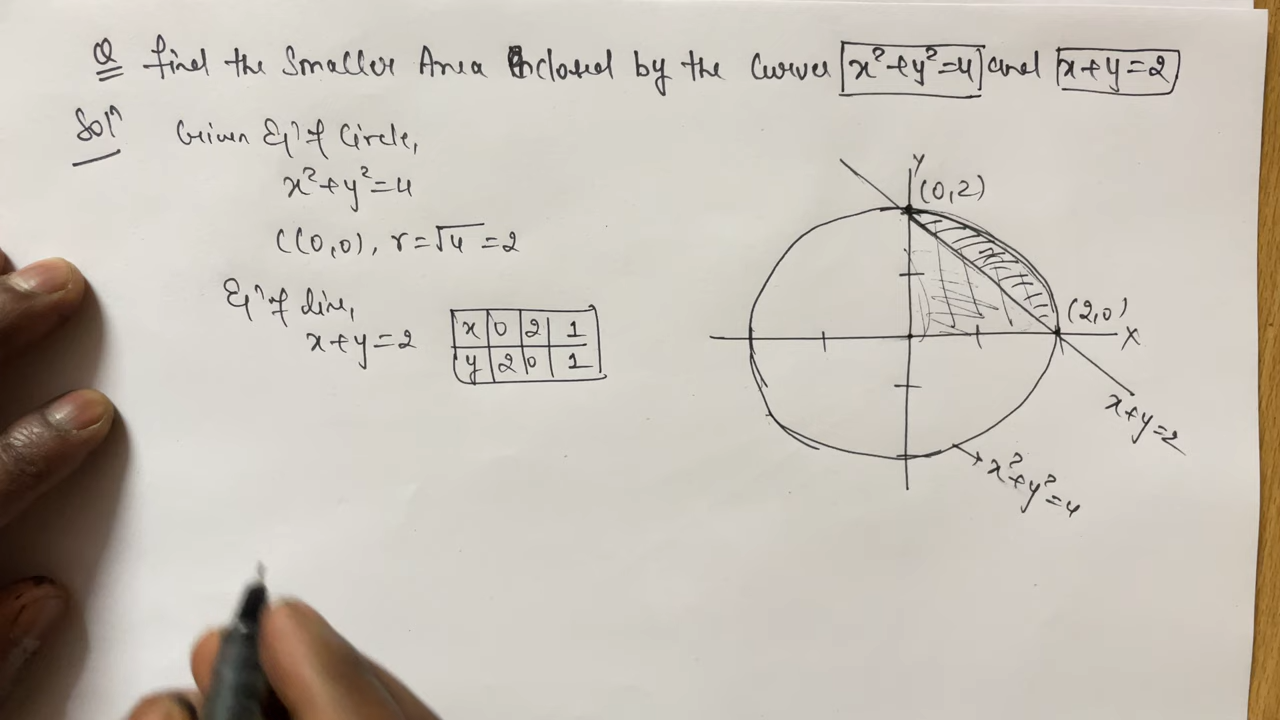 Q Find the Smaller Area Enclosed by the Curves x²+y²=4 and x+y=2
Solⁿ Given Eqⁿ of Circle,
x²+y²=4
C(0,0), r=√4=2
Eqⁿ of line,
x+y=2
x 0 2 1
y 2 0 1
Y
(0,2)
(2,0)
X
x+y=2
x²+y²=4